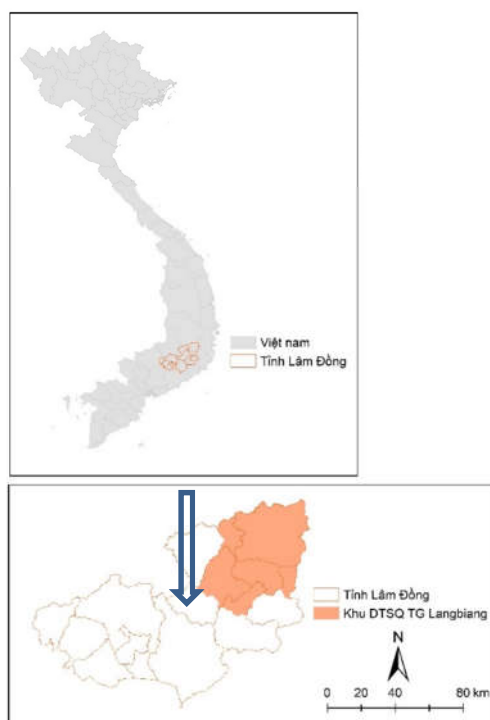 Việt nam
Tỉnh Lâm Đồng
Tỉnh Lâm Đồng
Khu DTSQ TG Langbiang
N
0 20 40 80 km